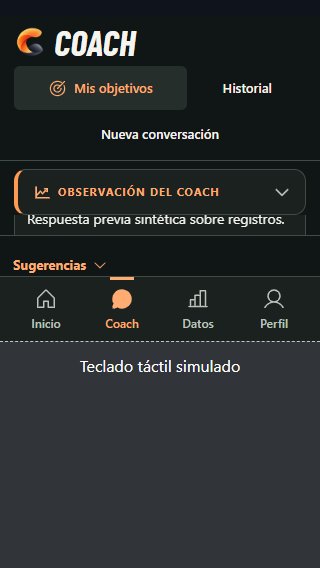 COACH
Mis objetivos
Historial
Nueva conversación
OBSERVACIÓN DEL COACH
Respuesta previa sintética sobre registros.
Sugerencias
Inicio
Coach
Datos
Perfil
Teclado táctil simulado